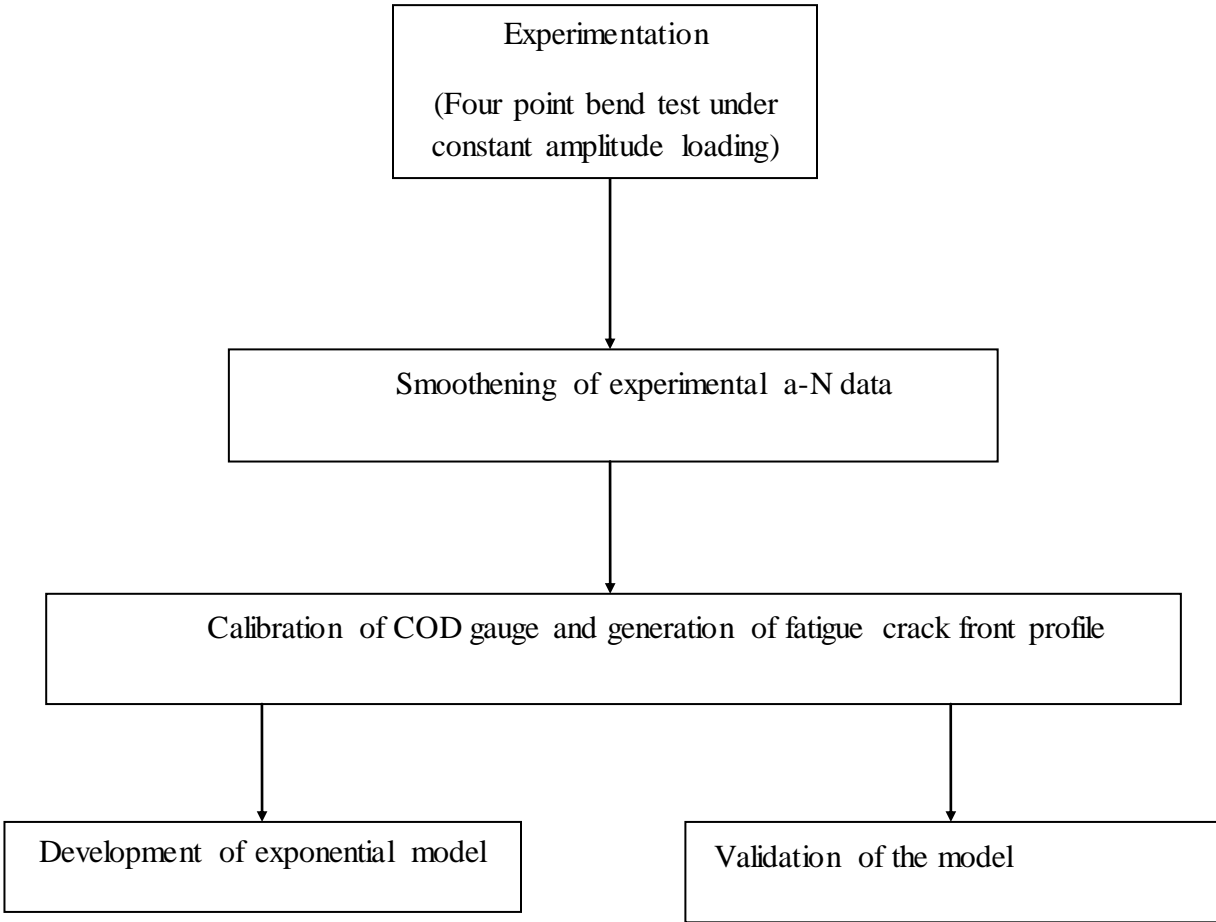 Experimentation
(Four point bend test under
constant amplitude loading)
Smoothening of experimental a-N data
Calibration of COD gauge and generation of fatigue crack front profile
Development of exponential model
Validation of the model